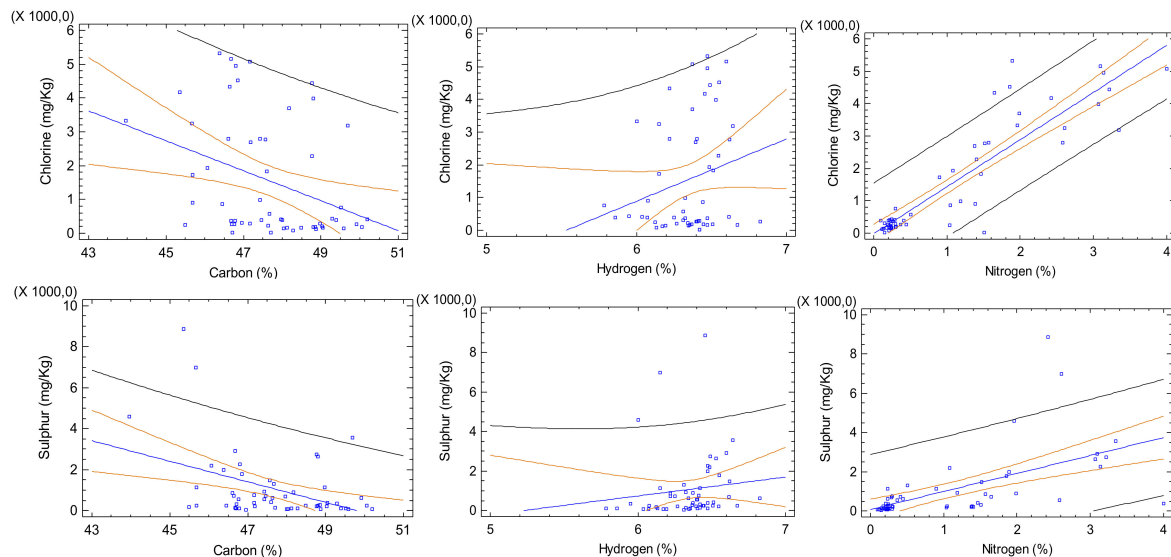 (X 1000,0)
Chlorine (mg/Kg)
6
5
4
3
2
1
0
43 45 47 49 51
Carbon (%)
(X 1000,0)
Chlorine (mg/Kg)
6
5
4
3
2
1
0
5 6 7
Hydrogen (%)
(X 1000,0)
Chlorine (mg/Kg)
6
5
4
3
2
1
0
0 1 2 3 4
Nitrogen (%)
(X 1000,0)
Sulphur (mg/Kg)
10
8
6
4
2
0
43 45 47 49 51
Carbon (%)
(X 1000,0)
Sulphur (mg/Kg)
10
8
6
4
2
0
5 6 7
Hydrogen (%)
(X 1000,0)
Sulphur (mg/Kg)
10
8
6
4
2
0
0 1 2 3 4
Nitrogen (%)